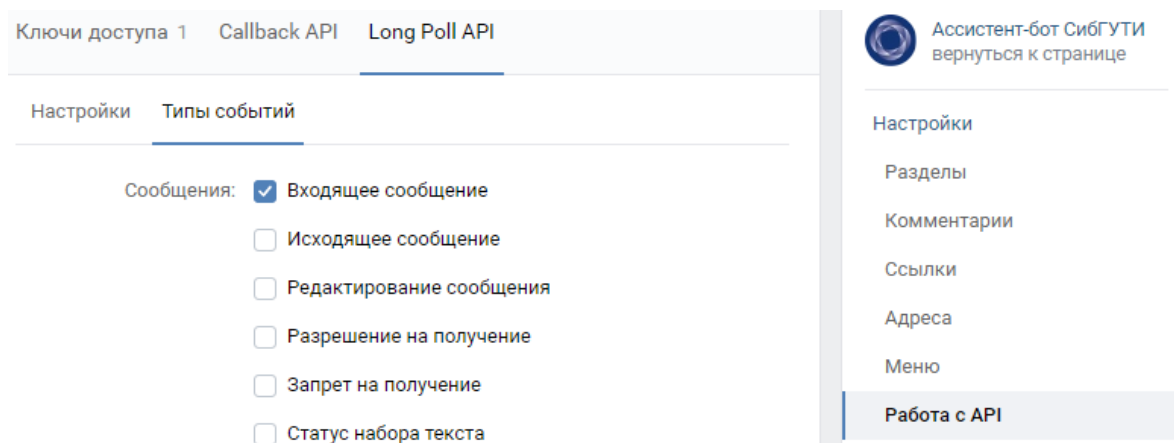 Ключи доступа 1 Callback API Long Poll API
Настройки Типы событий
Сообщения: Входящее сообщение
Исходящее сообщение
Редактирование сообщения
Разрешение на получение
Запрет на получение
Статус набора текста
Ассистент-бот СибГУТИ
вернуться к странице
Настройки
Разделы
Комментарии
Ссылки
Адреса
Меню
Работа с API